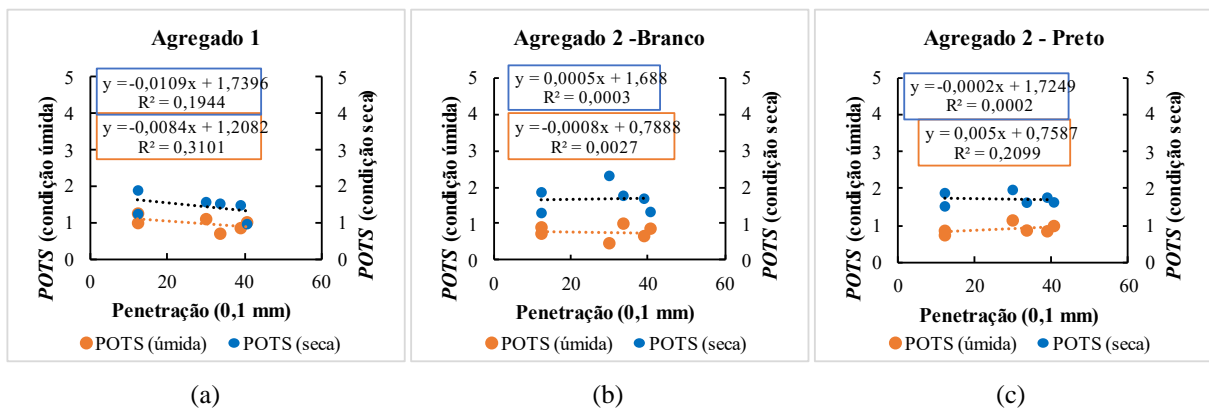 Agregado 1
y = -0,0109x + 1,7396
R² = 0,1944
y = -0,0084x + 1,2082
R² = 0,3101
5
4
3
2
1
0
5
4
3
2
1
0
POTS (condição úmida)
POTS (condição seca)
0 20 40 60
Penetração (0,1 mm)
POTS (úmida) POTS (seca)
(a)
Agregado 2 -Branco
y = 0,0005x + 1,688
R² = 0,0003
y = -0,0008x + 0,7888
R² = 0,0027
5
4
3
2
1
0
5
4
3
2
1
0
POTS (condição úmida)
POTS (condição seca)
0 20 40 60
Penetração (0,1 mm)
POTS (úmida) POTS (seca)
(b)
Agregado 2 - Preto
y = -0,0002x + 1,7249
R² = 0,0002
y = 0,005x + 0,7587
R² = 0,2099
5
4
3
2
1
0
5
4
3
2
1
0
POTS (condição úmida)
POTS (condição seca)
0 20 40 60
Penetração (0,1 mm)
POTS (úmida) POTS (seca)
(c)